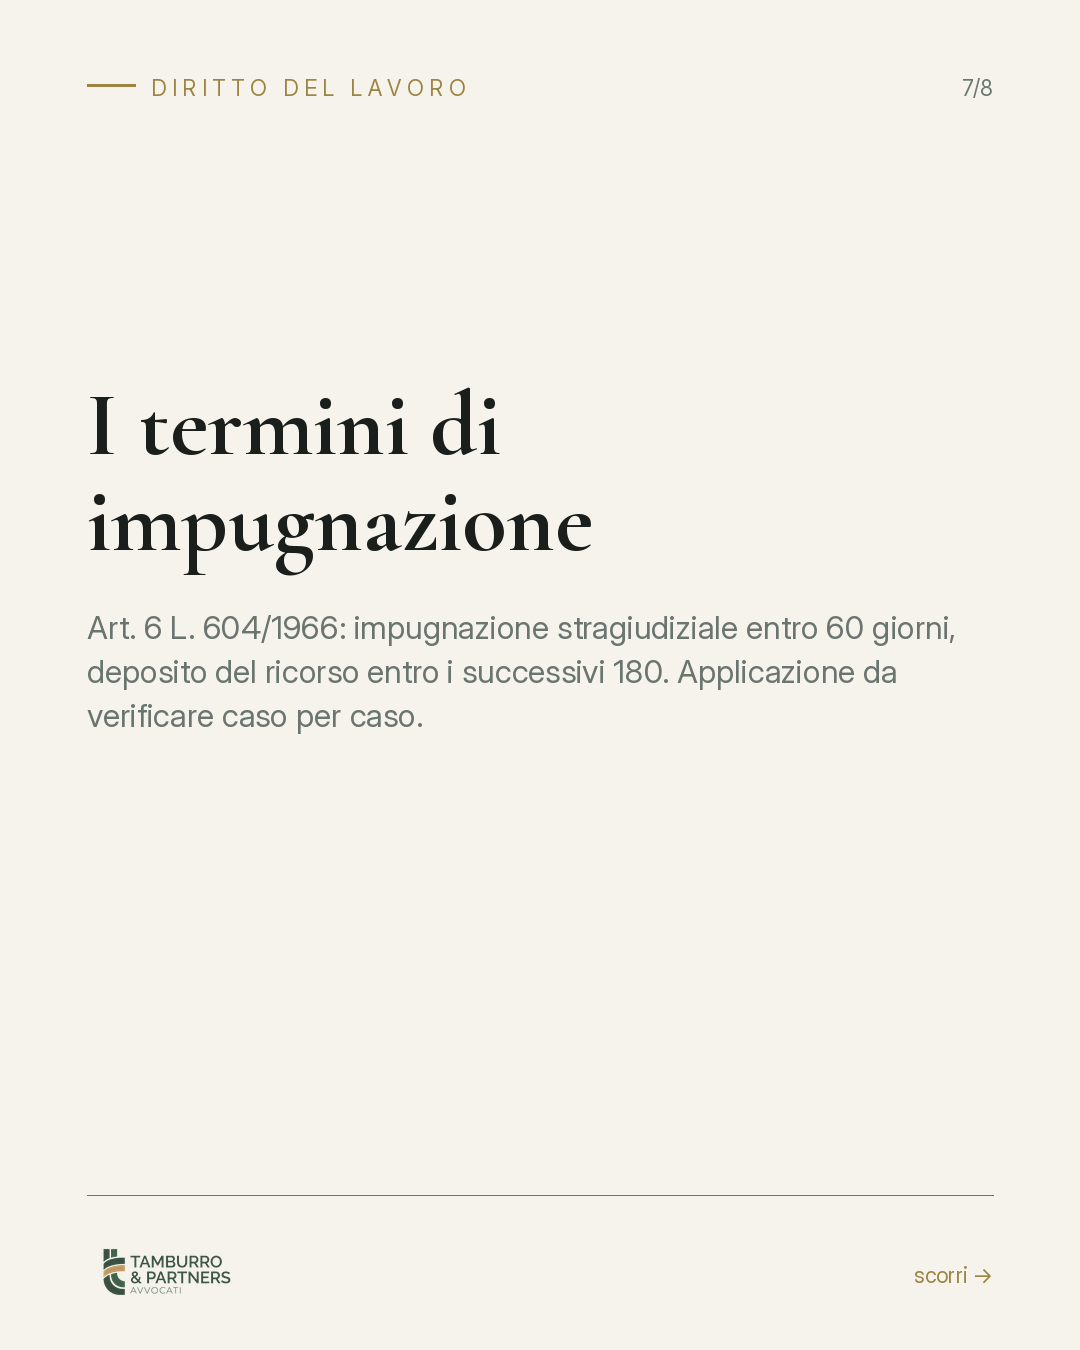 DIRITTO DEL LAVORO
7/8
I termini di
impugnazione
Art. 6 L. 604/1966: impugnazione stragiudiziale entro 60 giorni,
deposito del ricorso entro i successivi 180. Applicazione da
verificare caso per caso.
TAMBURRO
& PARTNERS
AVVOCATI
scorri →